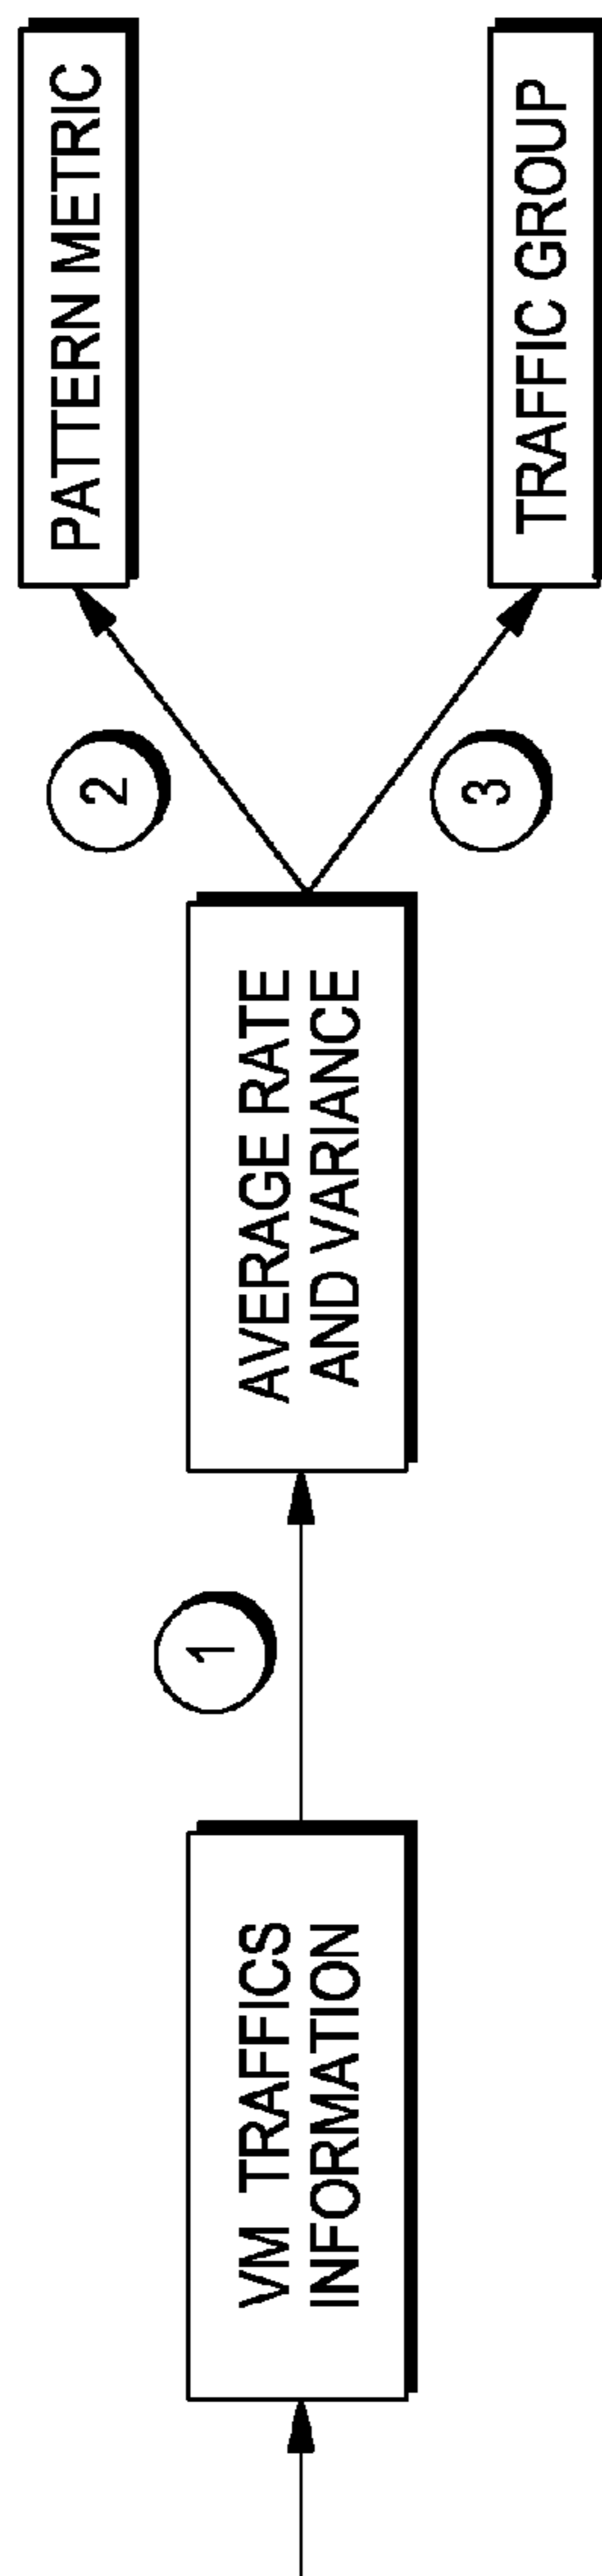 VM TRAFFICS
INFORMATION
1
AVERAGE RATE
AND VARIANCE
2
PATTERN METRIC
3
TRAFFIC GROUP